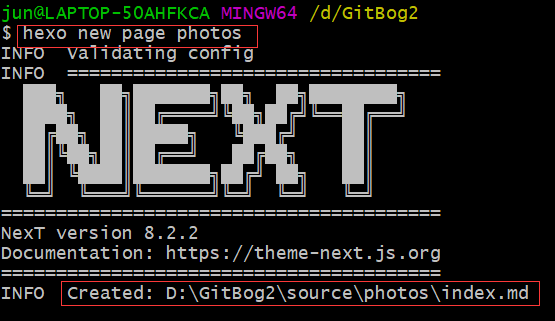 jun@LAPTOP-50AHFKCA MINGW64 /d/GitBog2
$ hexo new page photos
INFO  Validating config
INFO  ==================================
NEXT
========================================
NexT version 8.2.2
Documentation: https://theme-next.js.org
========================================
INFO  Created: D:\GitBog2\source\photos\index.md